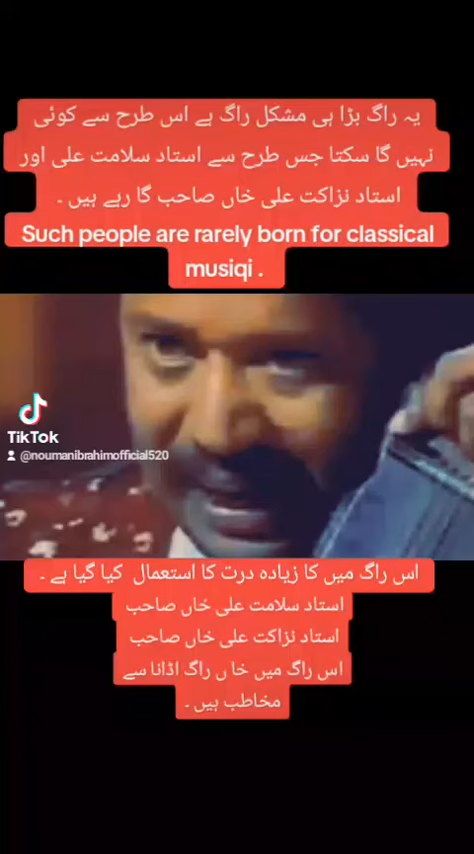 یہ راگ بڑا ہی مشکل راگ ہے اس طرح سے کوئی
نہیں گا سکتا جس طرح سے استاد سلامت علی اور
استاد نزاکت علی خاں صاحب گا رہے ہیں ۔
Such people are rarely born for classical
musiqi .
TikTok
@noumanibrahimofficial520
اس راگ میں کا زیادہ درت کا استعمال کیا گیا ہے ۔
استاد سلامت علی خاں صاحب
استاد نزاکت علی خاں صاحب
اس راگ میں خا ں راگ اڈانا سے
مخاطب ہیں ۔